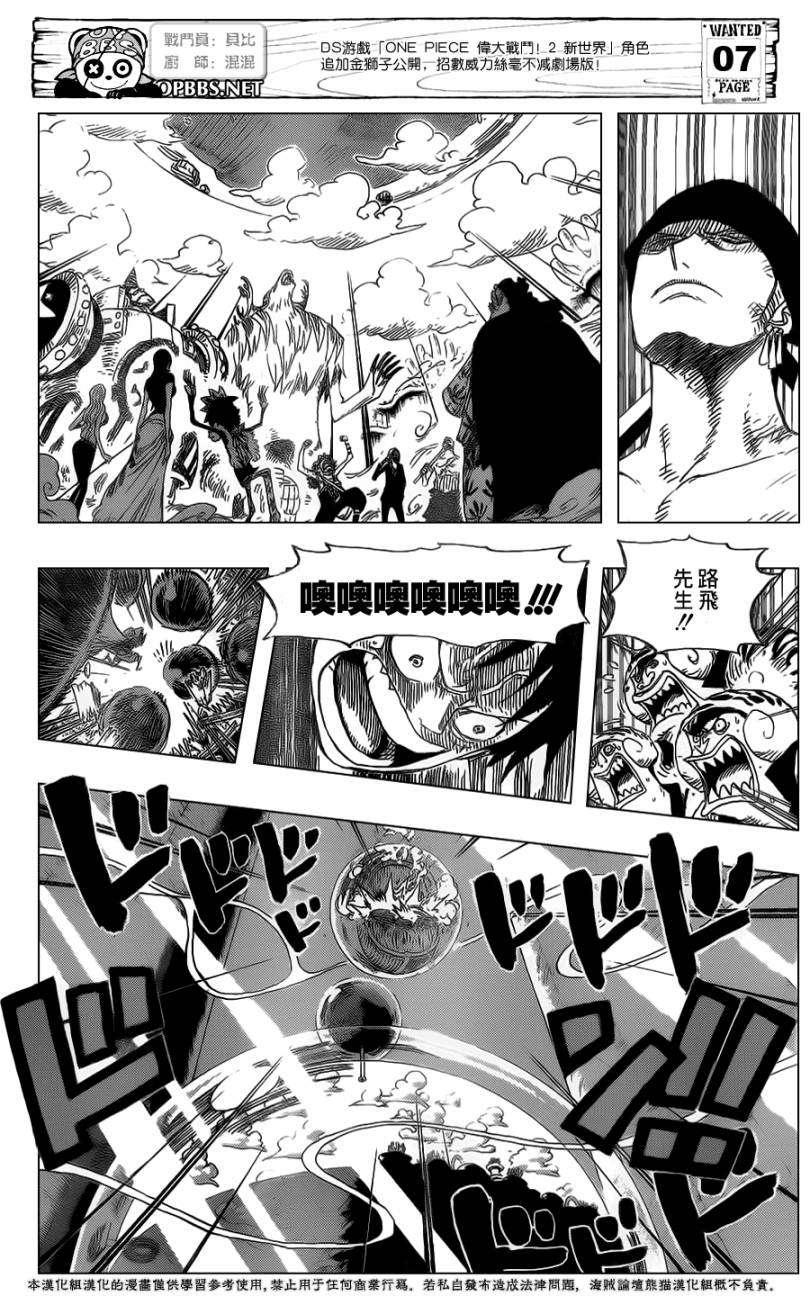 戰鬥員：貝比
廚　師：混混
OPBBS.NET
DS游戲「ONE PIECE 偉大戰鬥！2 新世界」角色
追加金獅子公開，招數威力絲毫不減劇場版！
WANTED
07
PAGE
路飛
先生!!
噢噢噢噢噢噢!!!
ドドドド
ドドド
ドドン!!
ドドド
本漢化組漢化的漫畫僅供學習參考使用，禁止用于任何商業行爲。若私自發布造成法律問題，海賊論壇熊猫漢化組概不負責。